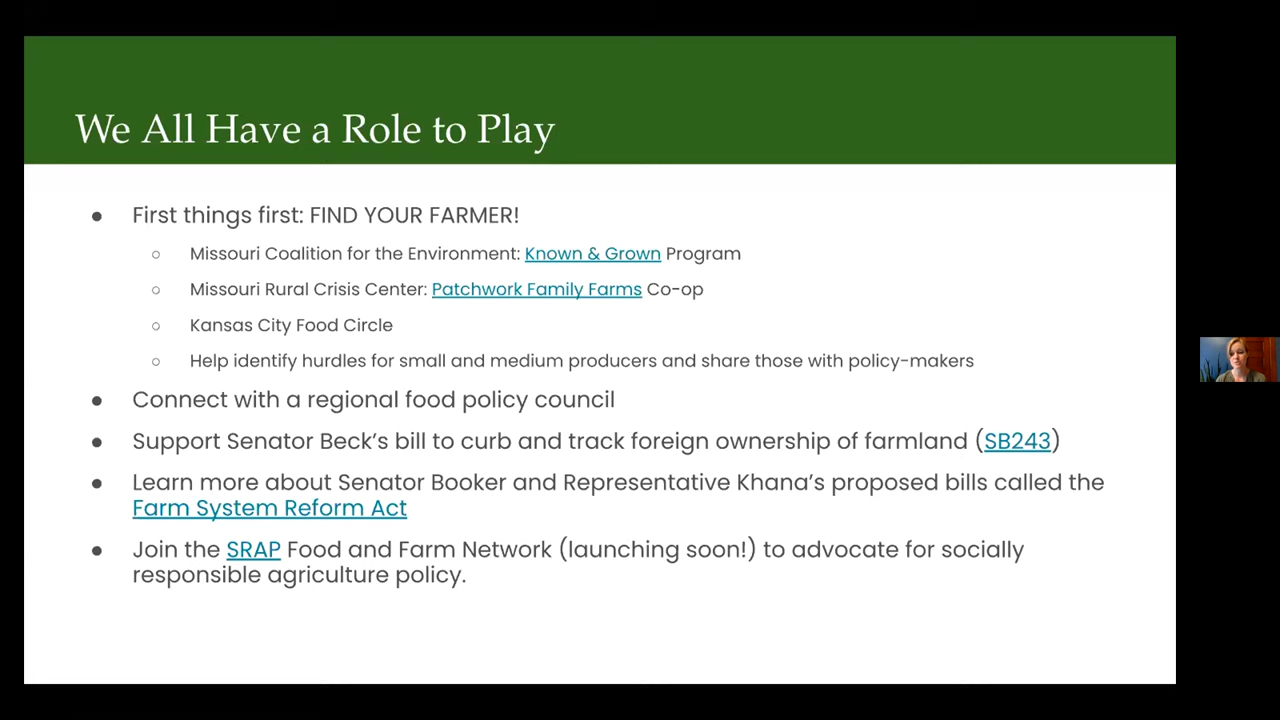 We All Have a Role to Play
● First things first: FIND YOUR FARMER!
○ Missouri Coalition for the Environment: Known & Grown Program
○ Missouri Rural Crisis Center: Patchwork Family Farms Co-op
○ Kansas City Food Circle
○ Help identify hurdles for small and medium producers and share those with policy-makers
● Connect with a regional food policy council
● Support Senator Beck’s bill to curb and track foreign ownership of farmland (SB243)
● Learn more about Senator Booker and Representative Khana’s proposed bills called the
Farm System Reform Act
● Join the SRAP Food and Farm Network (launching soon!) to advocate for socially
responsible agriculture policy.